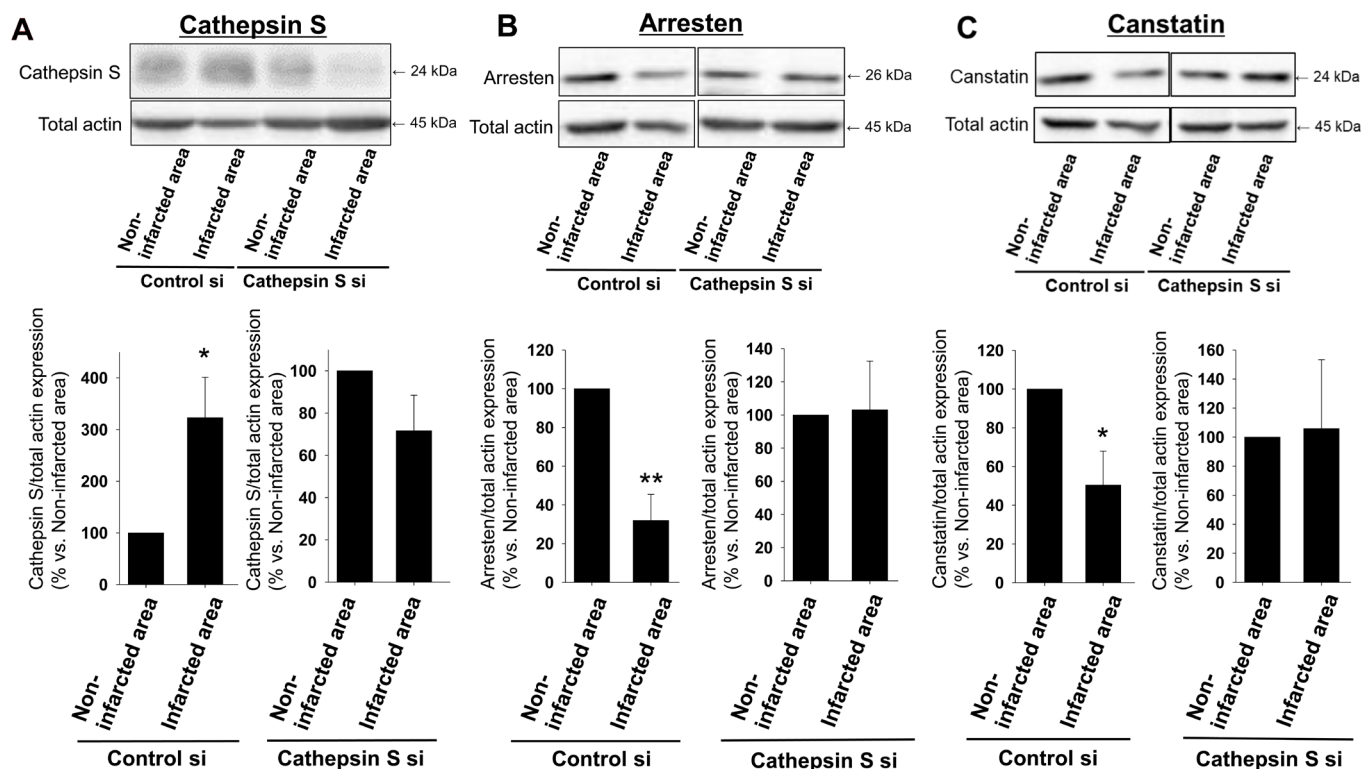 A
Cathepsin S
Cathepsin S
← 24 kDa
Total actin
← 45 kDa
Non-
infarcted area
Infarcted area
Non-
infarcted area
Infarcted area
Control si
Cathepsin S si
Cathepsin S/total actin expression
(% vs. Non-infarcted area)
400
300
200
100
0
*
Non-
infarcted area
Infarcted area
Control si
Cathepsin S/total actin expression
(% vs. Non-infarcted area)
100
80
60
40
20
0
Non-
infarcted area
Infarcted area
Cathepsin S si
B
Arresten
Arresten
← 26 kDa
Total actin
← 45 kDa
Non-
infarcted area
Infarcted area
Non-
infarcted area
Infarcted area
Control si
Cathepsin S si
Arresten/total actin expression
(% vs. Non-infarcted area)
120
100
80
60
40
20
0
**
Non-
infarcted area
Infarcted area
Control si
Arresten/total actin expression
(% vs. Non-infarcted area)
140
120
100
80
60
40
20
0
Non-
infarcted area
Infarcted area
Cathepsin S si
C
Canstatin
Canstatin
← 24 kDa
Total actin
← 45 kDa
Non-
infarcted area
Infarcted area
Non-
infarcted area
Infarcted area
Control si
Cathepsin S si
Canstatin/total actin expression
(% vs. Non-infarcted area)
120
100
80
60
40
20
0
*
Non-
infarcted area
Infarcted area
Control si
Canstatin/total actin expression
(% vs. Non-infarcted area)
160
140
120
100
80
60
40
20
0
Non-
infarcted area
Infarcted area
Cathepsin S si